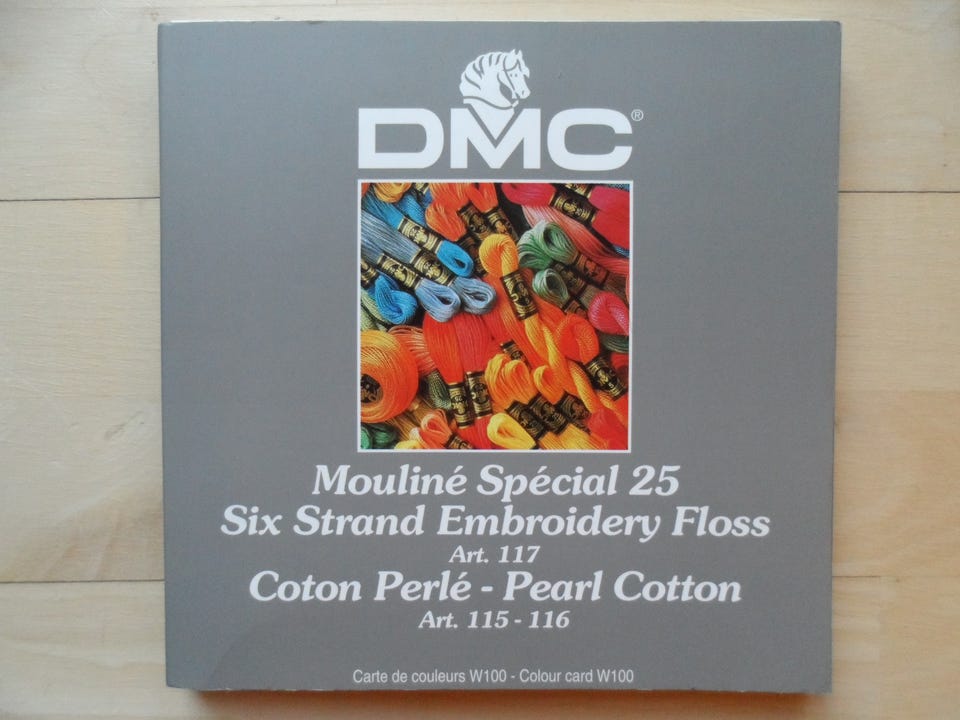 DMC®
Mouliné Spécial 25
Six Strand Embroidery Floss
Art. 117
Coton Perlé - Pearl Cotton
Art. 115 - 116
Carte de couleurs W100 - Colour card W100